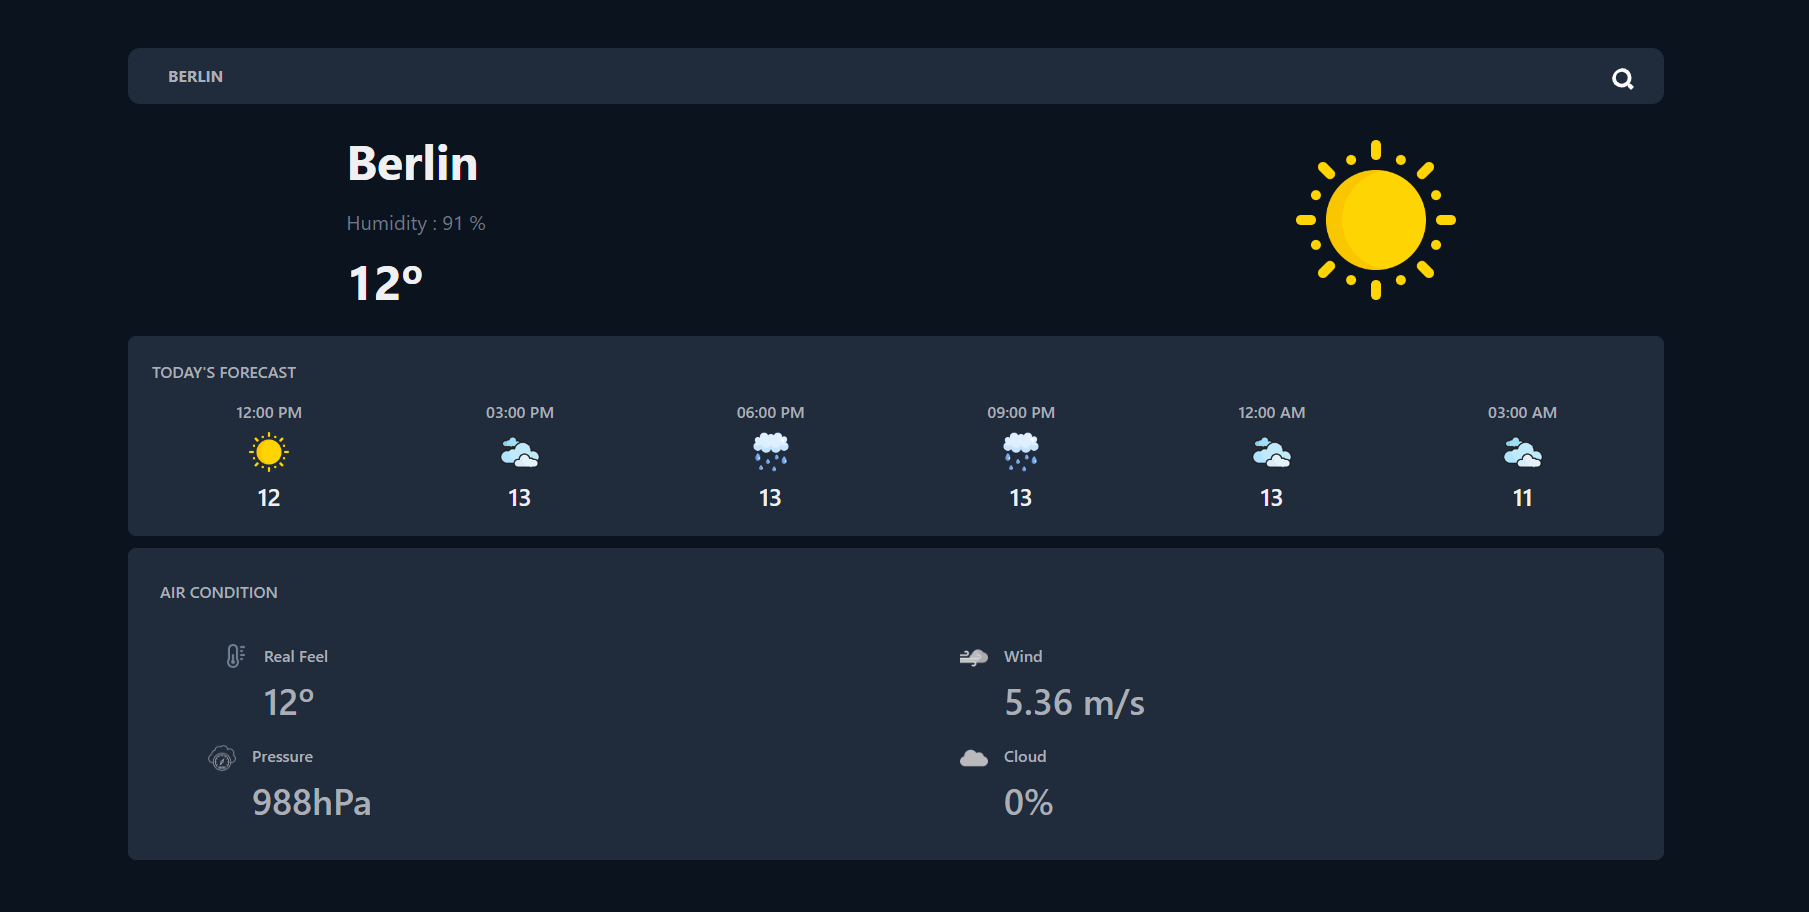 BERLIN
Berlin
Humidity : 91 %
12°
TODAY'S FORECAST
12:00 PM 03:00 PM 06:00 PM 09:00 PM 12:00 AM 03:00 AM
12 13 13 13 13 11
AIR CONDITION
Real Feel Wind
12° 5.36 m/s
Pressure Cloud
988hPa 0%